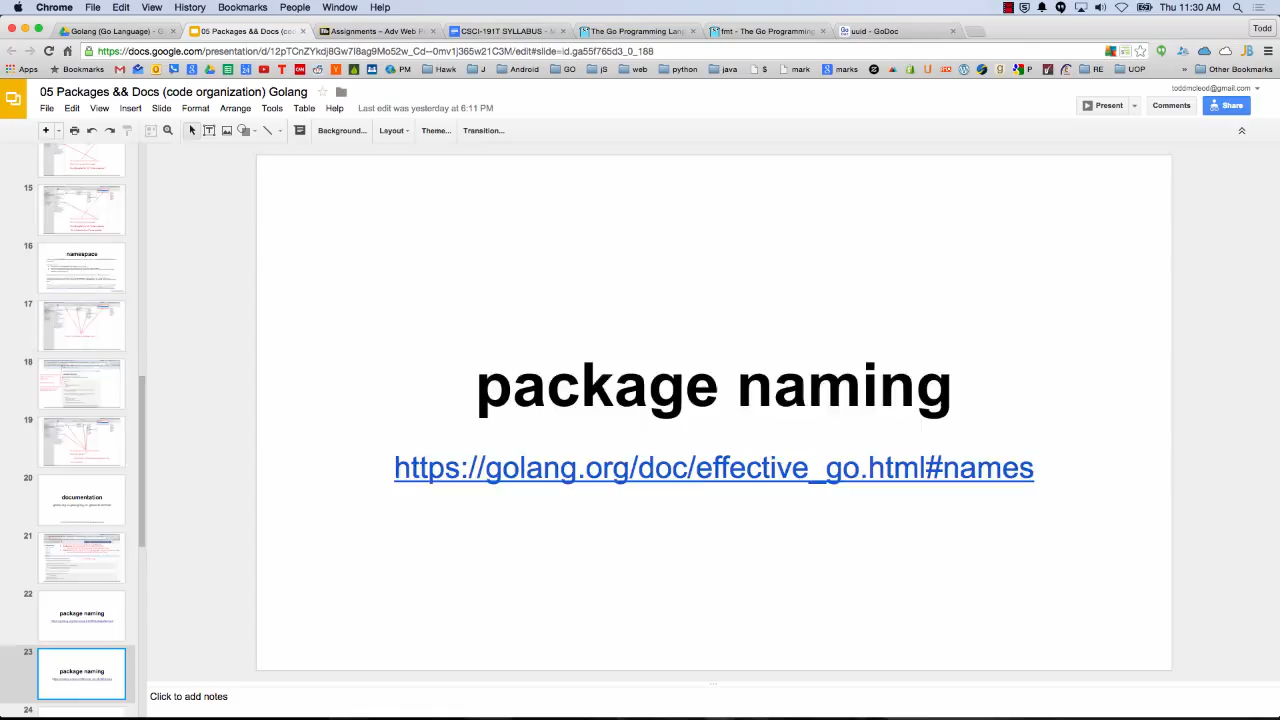 Chrome File Edit View History Bookmarks People Window Help
Thu 11:30 AM
Golang (Go Language) - Go
05 Packages && Docs (cod
Assignments – Adv Web Pr
CSCI-191T SYLLABUS - Go
The Go Programming Lang
fmt - The Go Programming
uuid - GoDoc
Todd
https://docs.google.com/presentation/d/12pTCnZYkdj8Gw7I8ag9Mo52w_Cd--0mv1j365w21C3M/edit#slide=id.ga55f765d3_0_188
Apps Bookmarks PM Hawk J Android GO jS web python java $ mark marks RE UOP
05 Packages && Docs (code organization) Golang
toddmcleod@gmail.com
File Edit View Insert Slide Format Arrange Tools Table Help Last edit was yesterday at 6:11 PM
Present Comments Share
Background... Layout Theme... Transition...
15
16
namespace
17
18
19
20
documentation
21
22
package naming
23
package naming
24
package naming
https://golang.org/doc/effective_go.html#names
Click to add notes